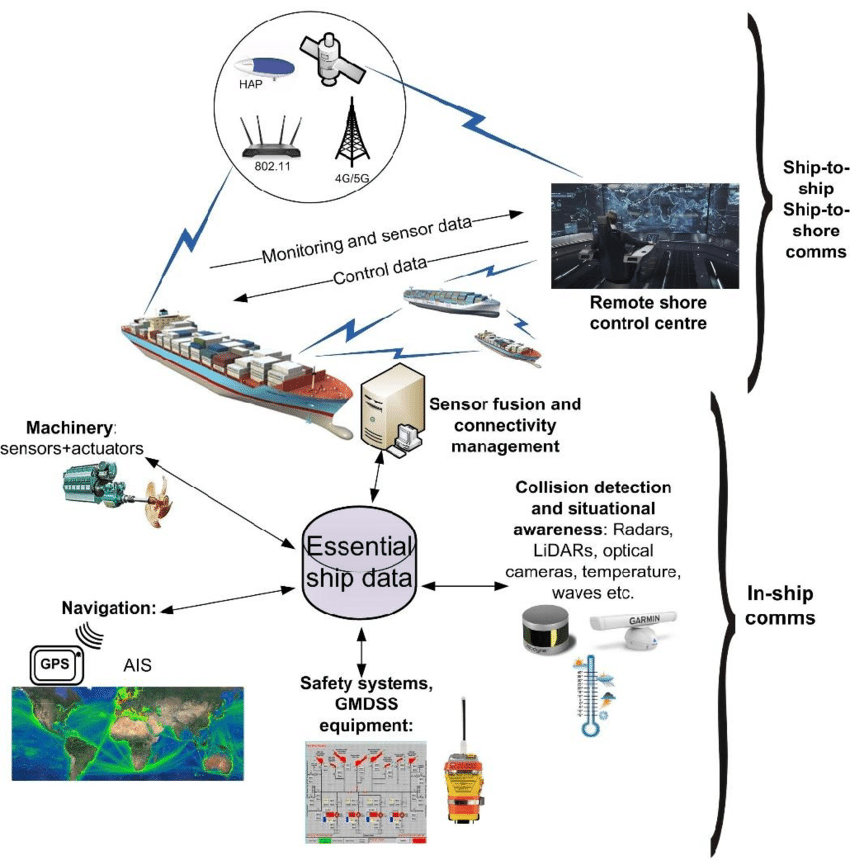 HAP
802.11
4G/5G
Ship-to-
ship
Ship-to-
shore
comms
Monitoring and sensor data
Control data
Remote shore
control centre
Sensor fusion and
connectivity
management
Machinery:
sensors+actuators
Collision detection
and situational
awareness: Radars,
LiDARs, optical
cameras, temperature,
waves etc.
GARMIN
Essential
ship data
In-ship
comms
Navigation:
GPS
AIS
Safety systems,
GMDSS
equipment: